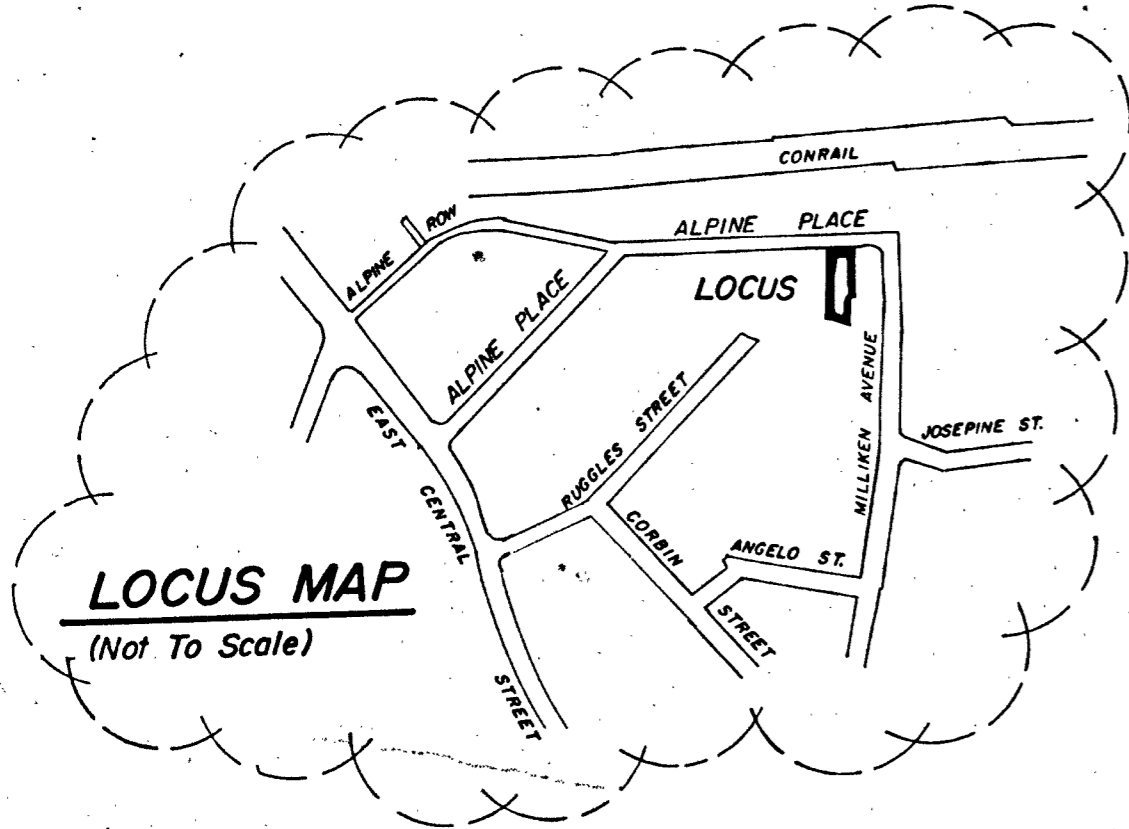 CONRAIL
ALPINE ROW
ALPINE PLACE
LOCUS
ALPINE PLACE
MILLIKEN AVENUE
JOSEPINE ST.
EAST CENTRAL STREET
RUGGLES STREET
CORBIN STREET
ANGELO ST.
LOCUS MAP
(Not To Scale)